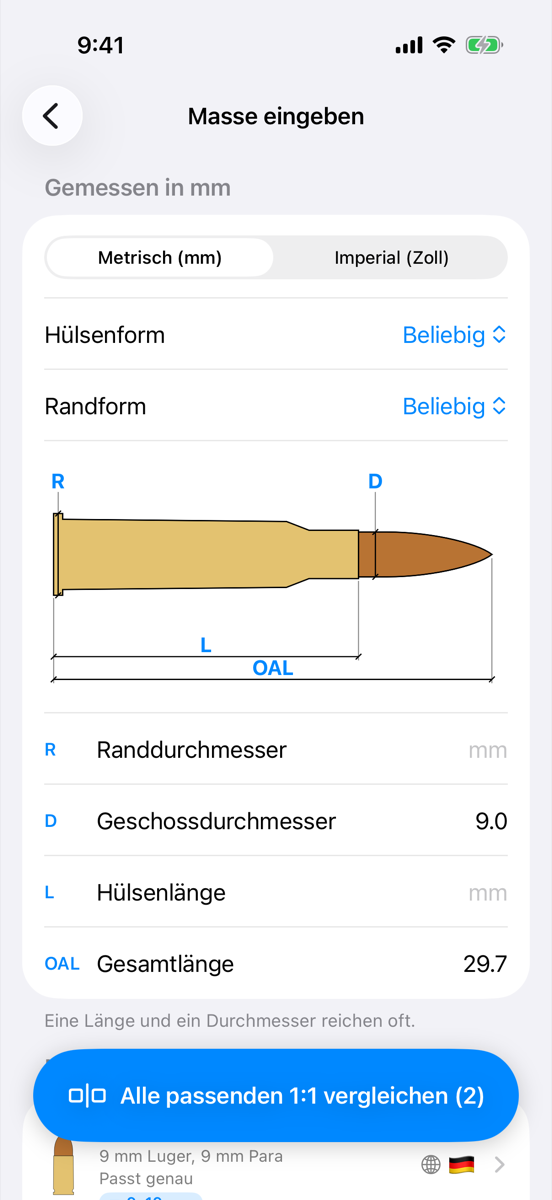 9:41
Masse eingeben
Gemessen in mm
Metrisch (mm) Imperial (Zoll)
Hülsenform Beliebig
Randform Beliebig
R D
L
OAL
R Randdurchmesser mm
D Geschossdurchmesser 9.0
L Hülsenlänge mm
OAL Gesamtlänge 29.7
Eine Länge und ein Durchmesser reichen oft.
Alle passenden 1:1 vergleichen (2)
9 mm Luger, 9 mm Para
Passt genau